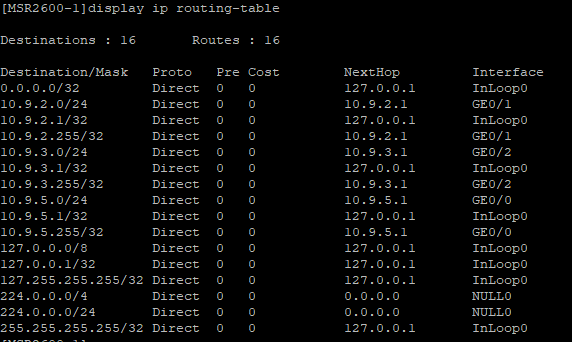 [MSR2600-1]display ip routing-table
Destinations : 16       Routes : 16
Destination/Mask   Proto   Pre Cost        NextHop         Interface
0.0.0.0/32         Direct  0   0           127.0.0.1       InLoop0
10.9.2.0/24        Direct  0   0           10.9.2.1        GE0/1
10.9.2.1/32        Direct  0   0           127.0.0.1       InLoop0
10.9.2.255/32      Direct  0   0           10.9.2.1        GE0/1
10.9.3.0/24        Direct  0   0           10.9.3.1        GE0/2
10.9.3.1/32        Direct  0   0           127.0.0.1       InLoop0
10.9.3.255/32      Direct  0   0           10.9.3.1        GE0/2
10.9.5.0/24        Direct  0   0           10.9.5.1        GE0/0
10.9.5.1/32        Direct  0   0           127.0.0.1       InLoop0
10.9.5.255/32      Direct  0   0           10.9.5.1        GE0/0
127.0.0.0/8        Direct  0   0           127.0.0.1       InLoop0
127.0.0.1/32       Direct  0   0           127.0.0.1       InLoop0
127.255.255.255/32 Direct  0   0           127.0.0.1       InLoop0
224.0.0.0/4        Direct  0   0           0.0.0.0         NULL0
224.0.0.0/24       Direct  0   0           0.0.0.0         NULL0
255.255.255.255/32 Direct  0   0           127.0.0.1       InLoop0
[MSR2600-1]